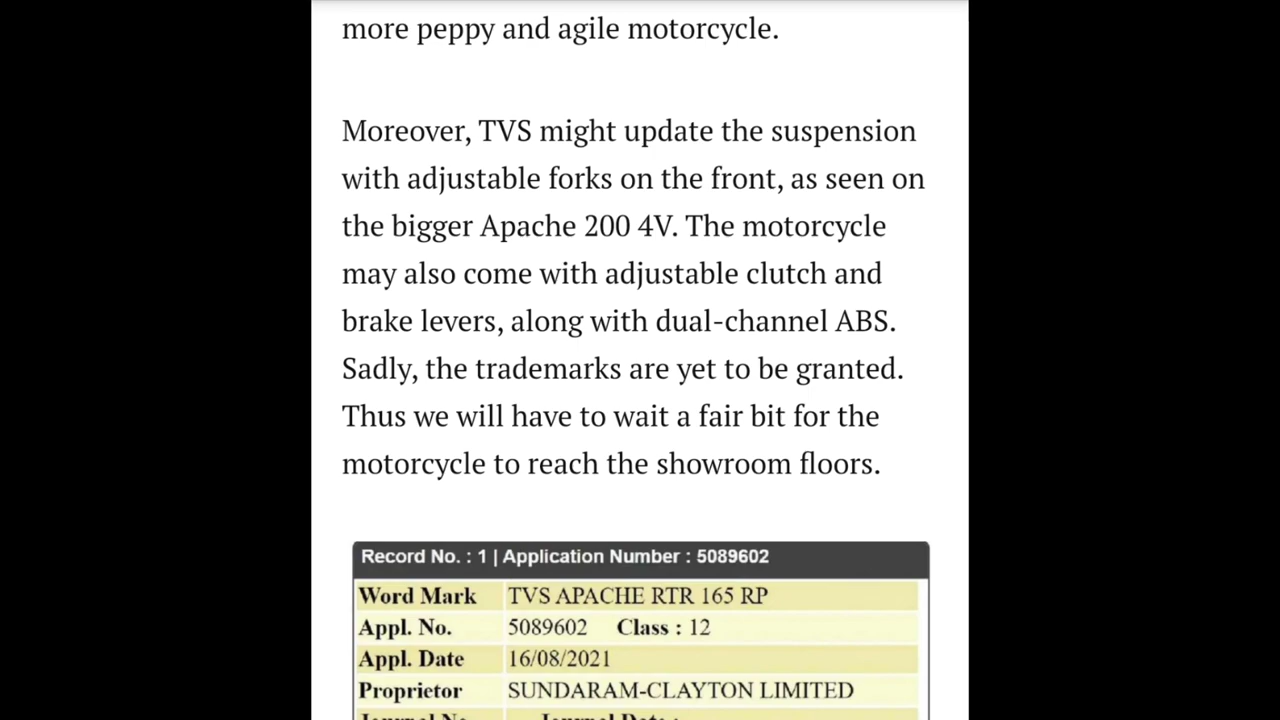 more peppy and agile motorcycle.
Moreover, TVS might update the suspension
with adjustable forks on the front, as seen on
the bigger Apache 200 4V. The motorcycle
may also come with adjustable clutch and
brake levers, along with dual-channel ABS.
Sadly, the trademarks are yet to be granted.
Thus we will have to wait a fair bit for the
motorcycle to reach the showroom floors.
Record No. : 1 | Application Number : 5089602
Word Mark TVS APACHE RTR 165 RP
Appl. No. 5089602 Class : 12
Appl. Date 16/08/2021
Proprietor SUNDARAM-CLAYTON LIMITED
Journal No. Journal Date :